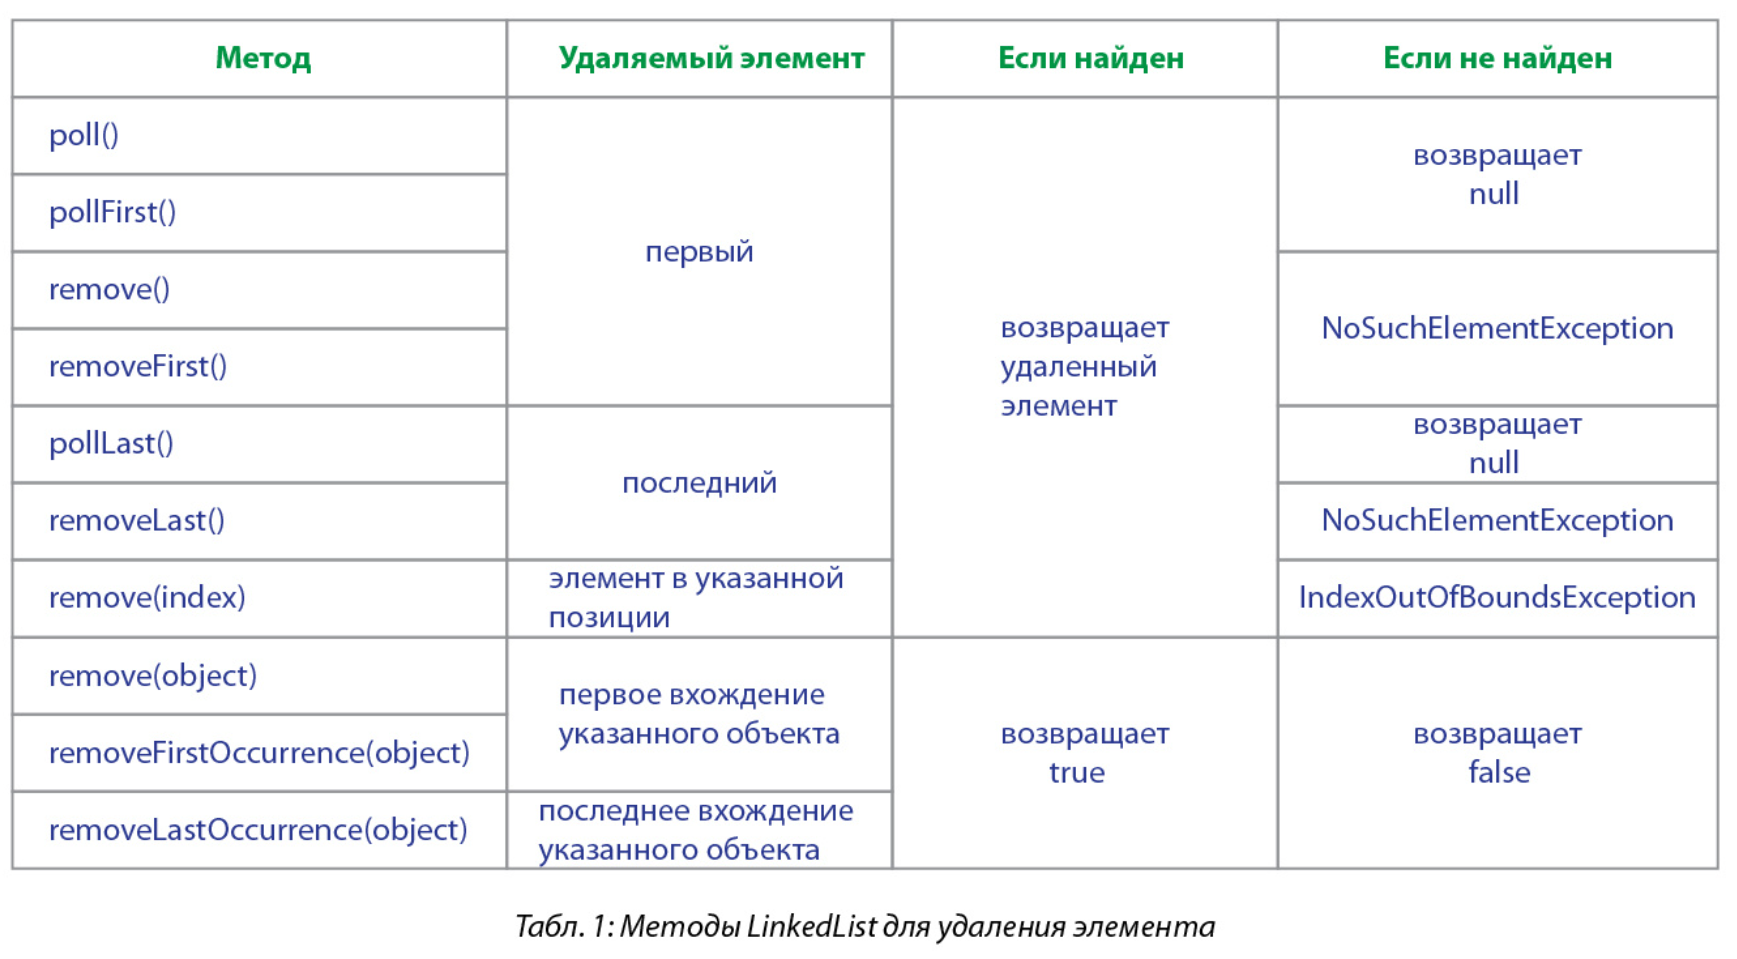 Метод
Удаляемый элемент
Если найден
Если не найден
poll()
pollFirst()
remove()
removeFirst()
pollLast()
removeLast()
remove(index)
remove(object)
removeFirstOccurrence(object)
removeLastOccurrence(object)
первый
последний
элемент в указанной
позиции
первое вхождение
указанного объекта
последнее вхождение
указанного объекта
возвращает
удаленный
элемент
возвращает
true
возвращает
null
NoSuchElementException
возвращает
null
NoSuchElementException
IndexOutOfBoundsException
возвращает
false
Табл. 1: Методы LinkedList для удаления элемента